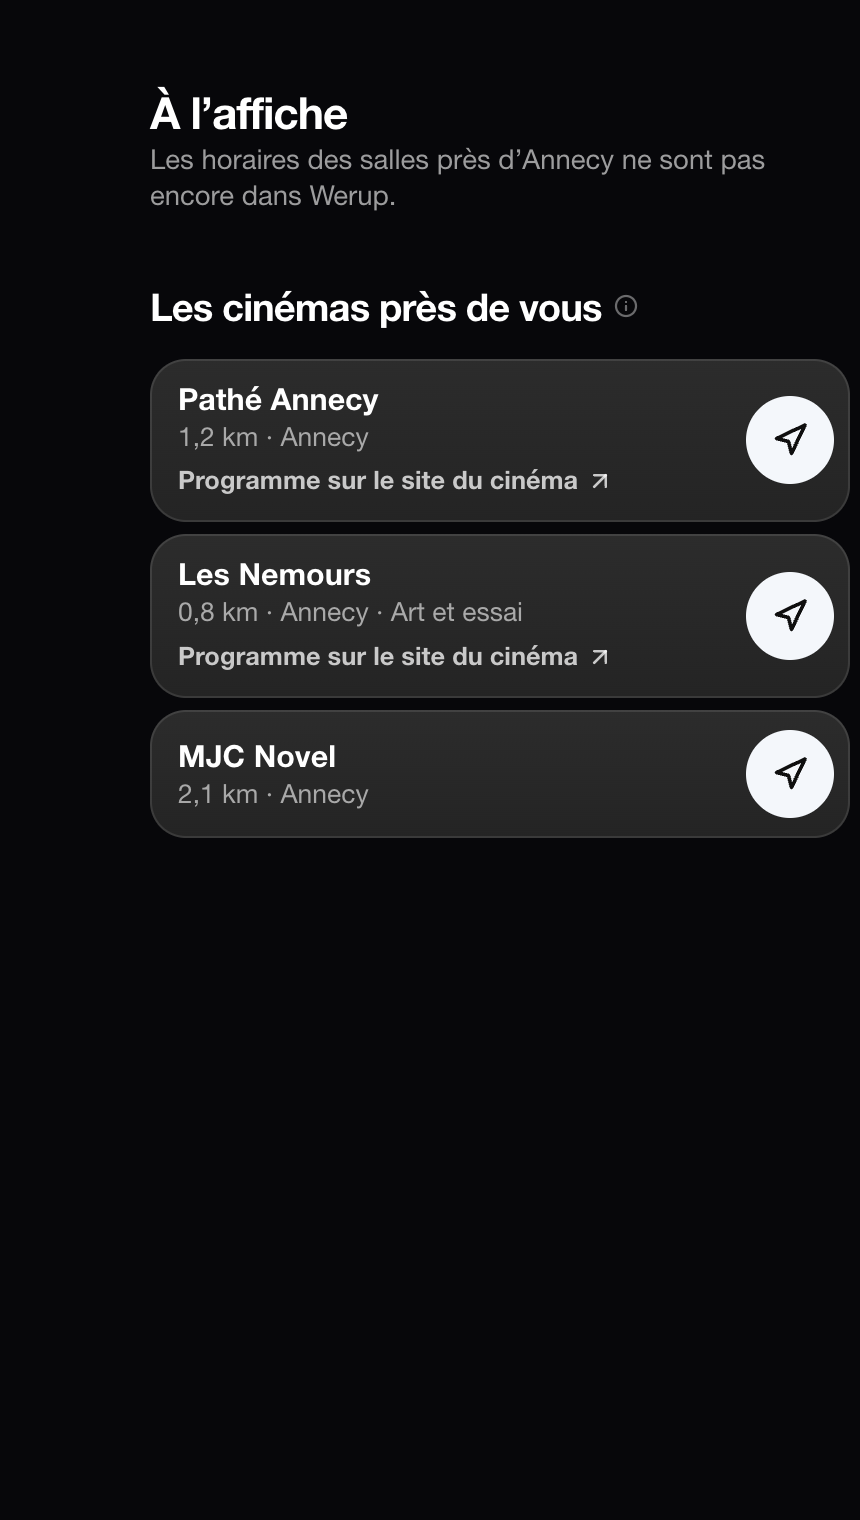 À l’affiche
Les horaires des salles près d’Annecy ne sont pas
encore dans Werup.
Les cinémas près de vous
Pathé Annecy
1,2 km · Annecy
Programme sur le site du cinéma
Les Nemours
0,8 km · Annecy · Art et essai
Programme sur le site du cinéma
MJC Novel
2,1 km · Annecy